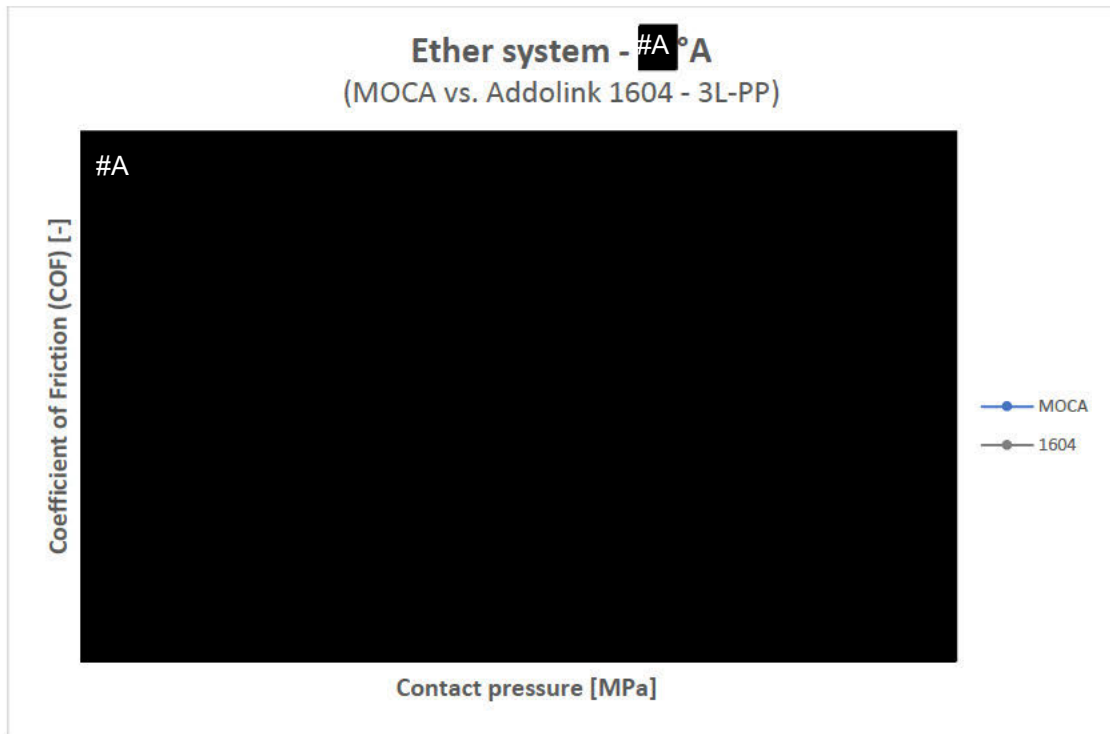 Ether system - #A °A
(MOCA vs. Addolink 1604 - 3L-PP)
#A
Coefficient of Friction (COF) [-]
MOCA
1604
Contact pressure [MPa]